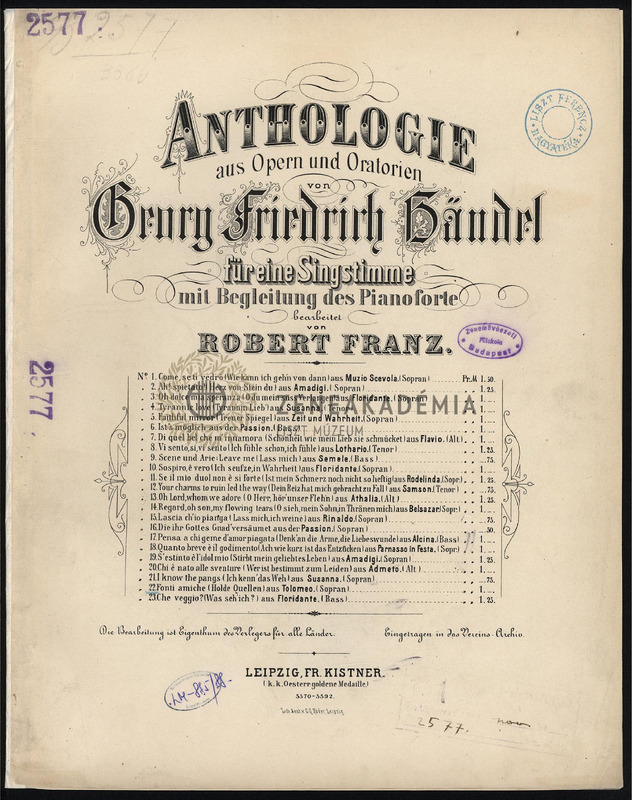 2577.
2577
ANTHOLOGIE
aus Opern und Oratorien
von
Georg Friedrich Händel
für eine Singstimme
mit Begleitung des Pianoforte
bearbeitet
von
ROBERT FRANZ.
LISZT FERENCZ HAGYATÉKA
Zeneművészeti Főiskola Budapest
ZENEAKADÉMIA
LISZT MÚZEUM
2577
No 1. Come, se ti vedrò (Wie kann ich geh'n von dann) aus Muzio Scevola. (Sopran) Pr. M. 1. 50.
2. Ah! spietato! (Bist von Stein du) aus Amadigi. (Sopran) 1. 25.
3. Oh dolce du meines aus Floridante. (Sopran) 1.
4. Tyrannic (Tyrannin Lieb) aus Susanna. (Tenor) 1.
5. Faithful mirror (Treuer Spiegel) aus Zeit und Wahrheit. (Sopran) 1.
6. Ist's möglich aus der Passion. (Bass) 1.
7. Di quel bel che m'innamora (Schönheit wie mein Lieb sie schmücket) aus Flavio. (Alt.) 1.
8. Vi sento, si, vi sento (Ich fühle schon, ich fühle) aus Lothario. (Tenor) 1. 25.
9. Scene und Arie: Leave me (Lass mich) aus Semele. (Bass) 75.
10. Sospiro, è vero (Ich seufze, in Wahrheit) aus Floridante. (Sopran) 1.
11. Se il mio duol non è si forte (Ist mein Schmerz noch nicht so heftig) aus Rodelinda. (Sopr.) 1. 25.
12. Your charms to ruin led the way (Dein Reiz hat mich gebracht zu Fall) aus Samson. (Tenor) 75.
13. Oh Lord, whom we adore (O Herr, hör' unser Fleh'n) aus Athalia. (Alt.) 1. 25.
14. Regard, oh son, my flowing tears (O sieh, mein Sohn, in Thränen mich) aus Belsazar. (Sopr.) 1.
15. Lascia ch'io pianga (Lass mich, ich weine) aus Rinaldo. (Sopran) 75.
16. Die ihr Gottes Gnad' versäumet aus der Passion. (Sopran) 50.
17. Pensa a chi geme d'amor piagata (Denk' an die Arme, die Liebeswunde) aus Alcina. (Bass) 1.
18. Quanto breve è il godimento (Ach wie kurz ist das Entzücken) aus Parnasso in festa. (Sopr.) 1.
19. S'estinto è l'idol mio (Stirbt mein geliebtes Leben) aus Amadigi. (Sopran) 1. 25.
20. Chi è nato alle sventure (Wer ist bestimmt zum Leiden) aus Admeto. (Alt) 1.
21. I know the pangs (Ich kenn' das Weh) aus Susanna. (Sopran) 75.
22. Fonti amiche (Holde Quellen) aus Tolomeo. (Sopran) 1.
23. Che veggio? (Was seh' ich?) aus Floridante. (Bass) 1. 25.
Die Bearbeitung ist Eigenthum des Verlegers für alle Länder. Eingetragen in das Vereins-Archiv.
LEIPZIG, FR. KISTNER.
(k. k. Oesterr. goldene Medaille)
5570-5592.
Lith. Anst. v. C.G. Röder, Leipzig.
2577.